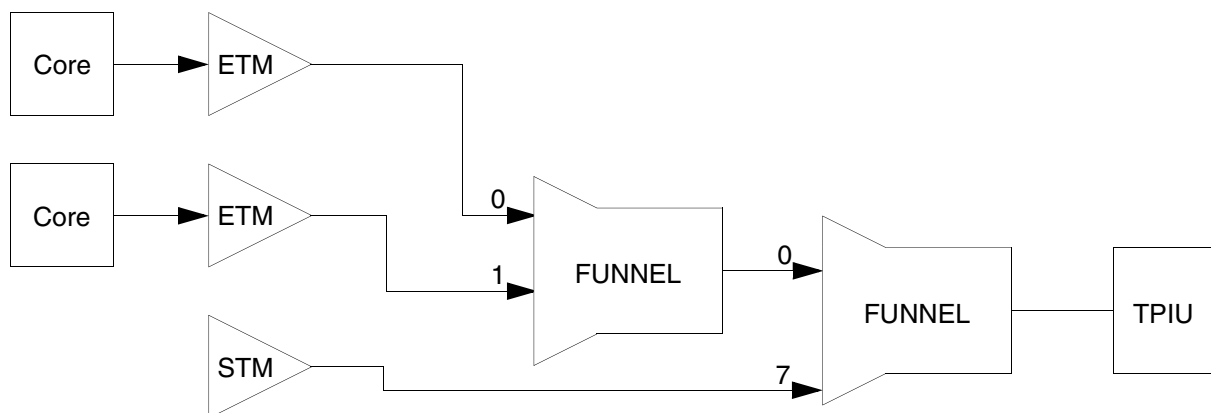 Core
ETM
Core
ETM
0
1
FUNNEL
0
FUNNEL
TPIU
STM
7